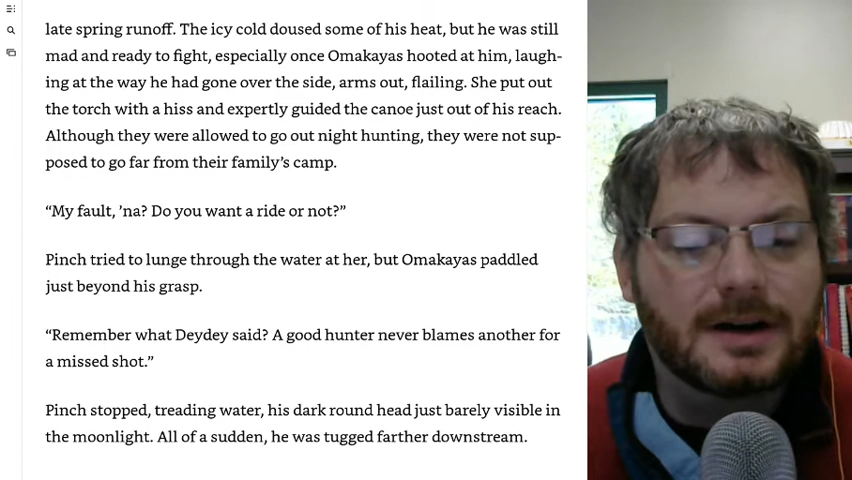 late spring runoff. The icy cold doused some of his heat, but he was still
mad and ready to fight, especially once Omakayas hooted at him, laugh-
ing at the way he had gone over the side, arms out, flailing. She put out
the torch with a hiss and expertly guided the canoe just out of his reach.
Although they were allowed to go out night hunting, they were not sup-
posed to go far from their family’s camp.
“My fault, ’na? Do you want a ride or not?”
Pinch tried to lunge through the water at her, but Omakayas paddled
just beyond his grasp.
“Remember what Deydey said? A good hunter never blames another for
a missed shot.”
Pinch stopped, treading water, his dark round head just barely visible in
the moonlight. All of a sudden, he was tugged farther downstream.